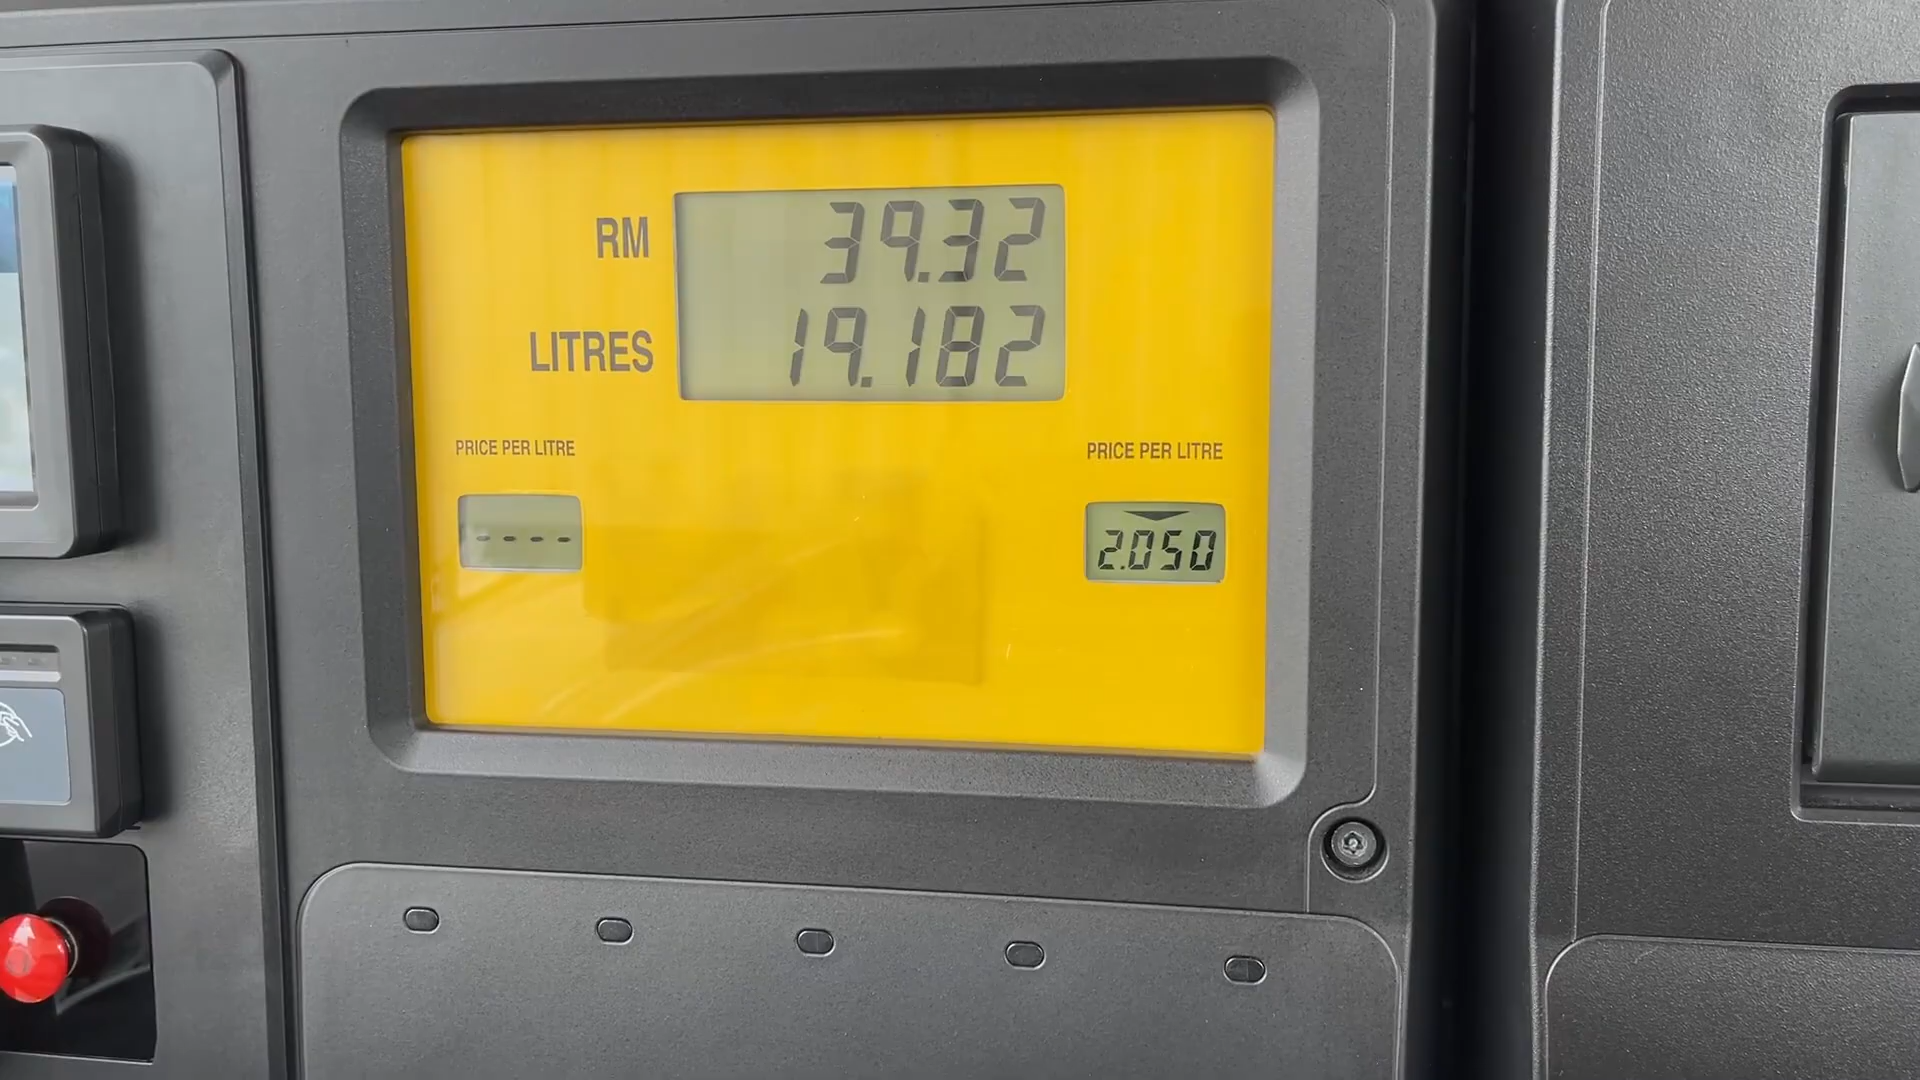 RM 39.32
LITRES 19.182
PRICE PER LITRE PRICE PER LITRE
---- 2.050